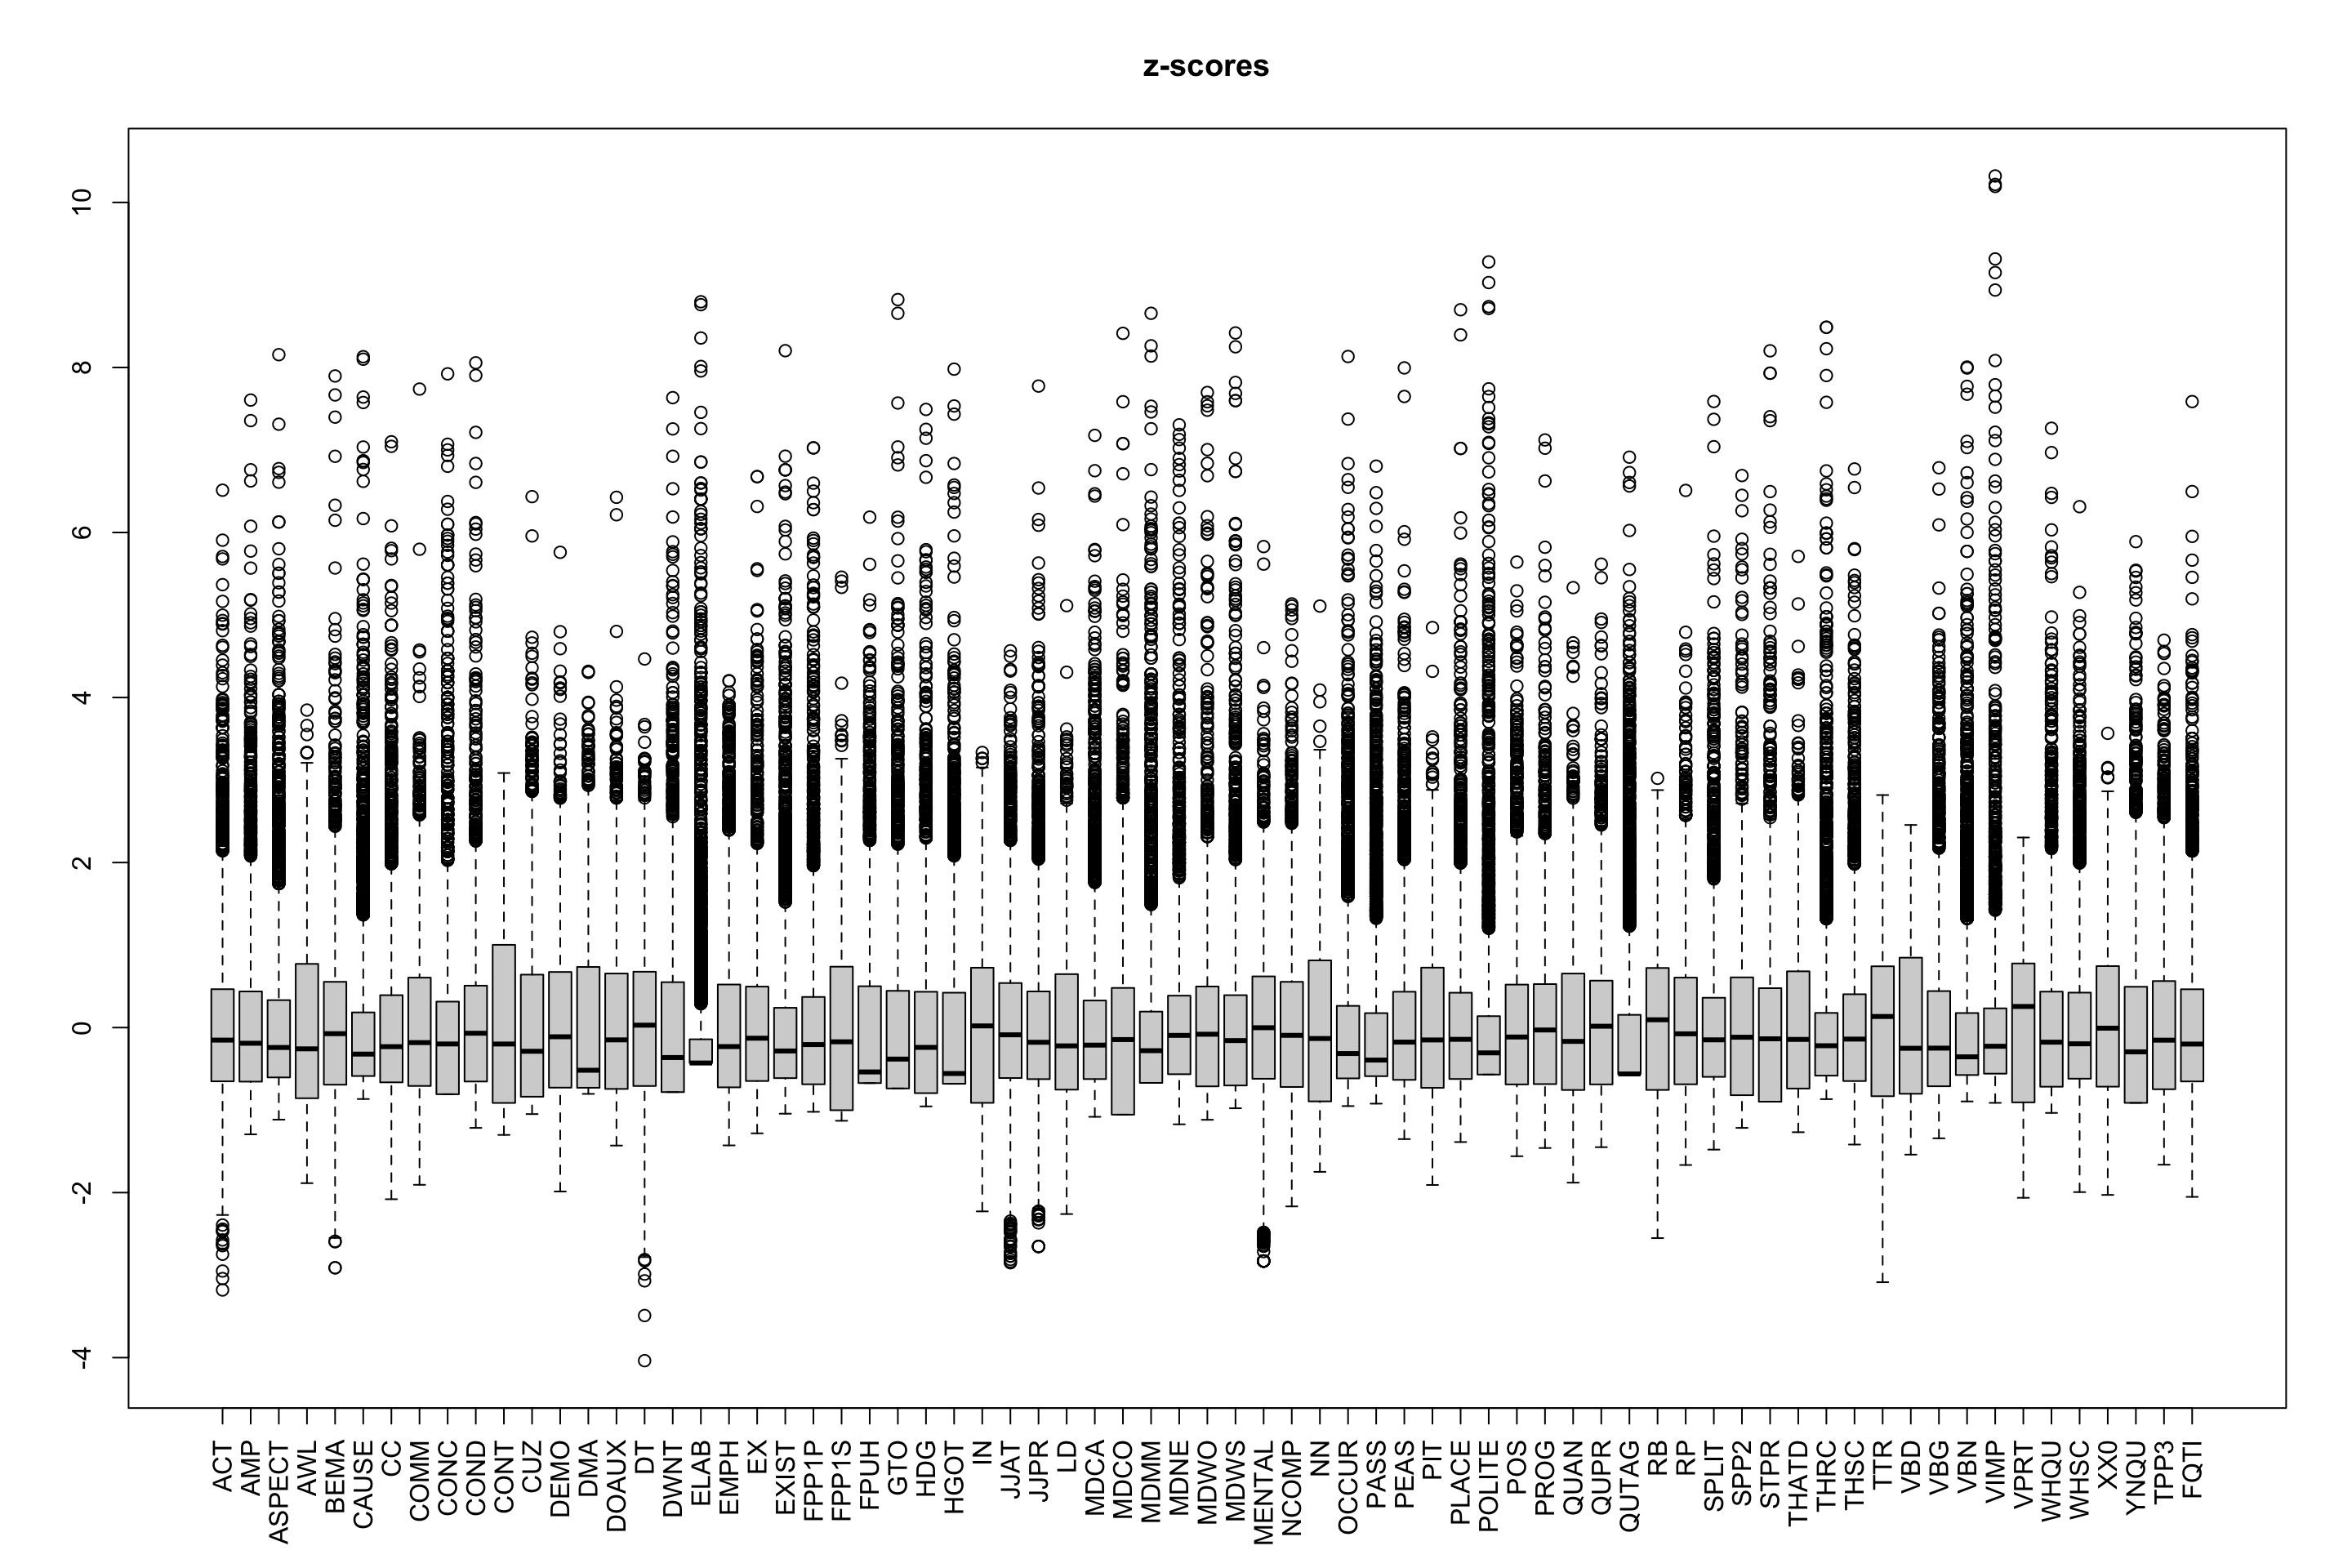 z-scores
10
8
6
4
2
0
-2
-4
ACT
AMP
ASPECT
AWL
BEMA
CAUSE
CC
COMM
CONC
COND
CONT
CUZ
DEMO
DMA
DOAUX
DT
DWNT
ELAB
EMPH
EX
EXIST
FPP1P
FPP1S
FPUH
GTO
HDG
HGOT
IN
JJAT
JJPR
LD
MDCA
MDCO
MDMM
MDNE
MDWO
MDWS
MENTAL
NCOMP
NN
OCCUR
PASS
PEAS
PIT
PLACE
POLITE
POS
PROG
QUAN
QUPR
QUTAG
RB
RP
SPLIT
SPP2
STPR
THATD
THRC
THSC
TTR
VBD
VBG
VBN
VIMP
VPRT
WHQU
WHSC
XX0
YNQU
TPP3
FQTI